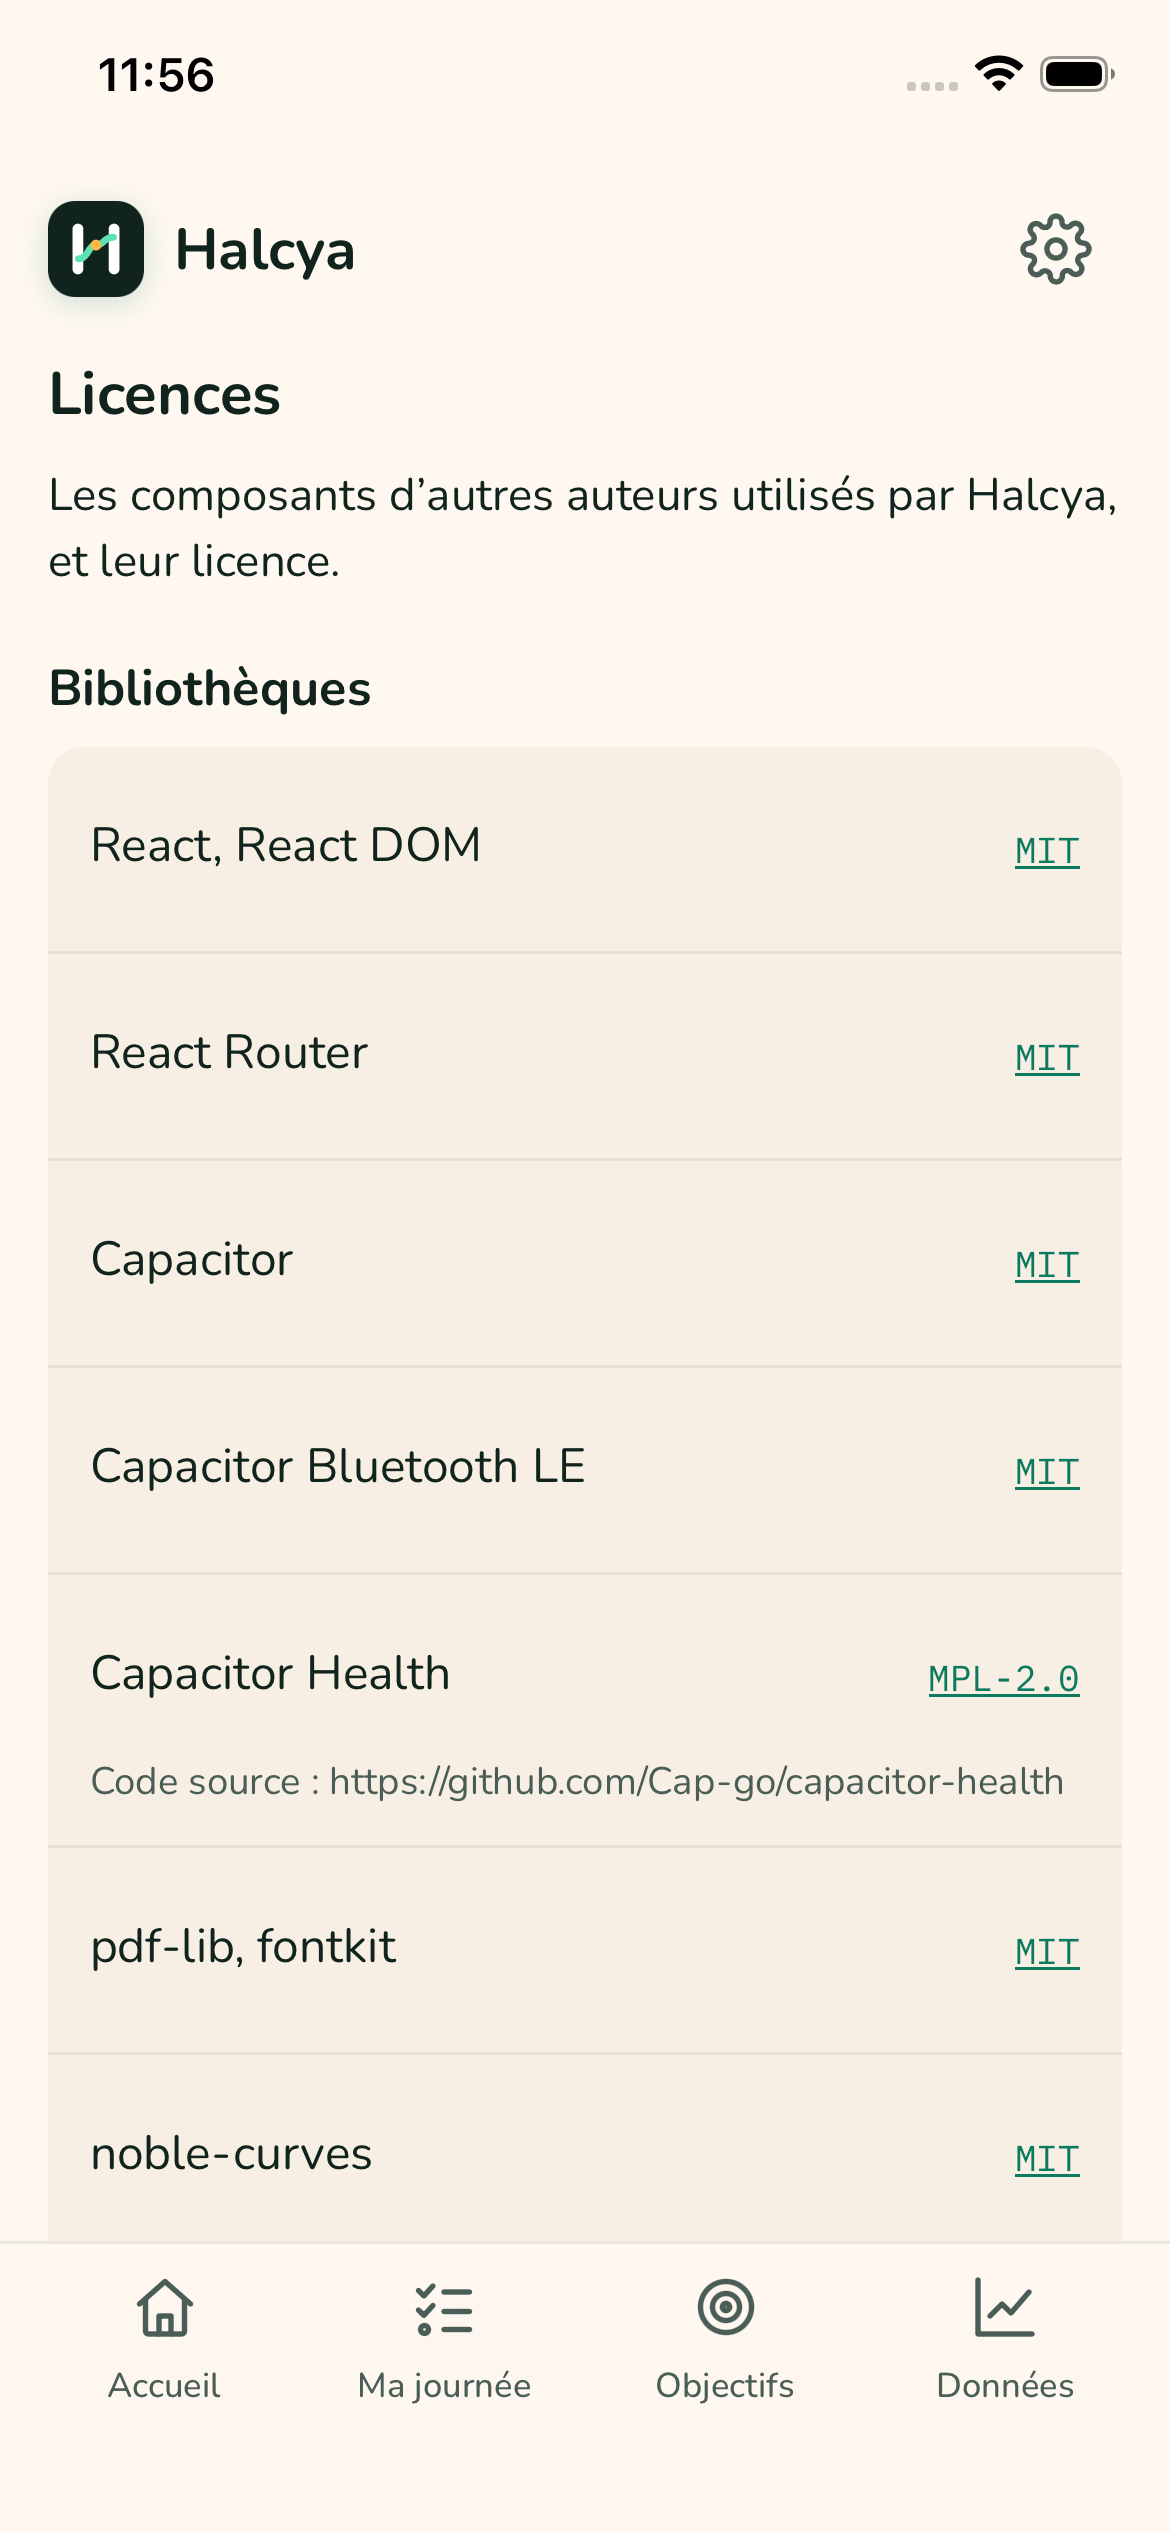 11:56
Halcya
Licences
Les composants d’autres auteurs utilisés par Halcya,
et leur licence.
Bibliothèques
React, React DOM MIT
React Router MIT
Capacitor MIT
Capacitor Bluetooth LE MIT
Capacitor Health MPL-2.0
Code source : https://github.com/Cap-go/capacitor-health
pdf-lib, fontkit MIT
noble-curves MIT
Accueil Ma journée Objectifs Données